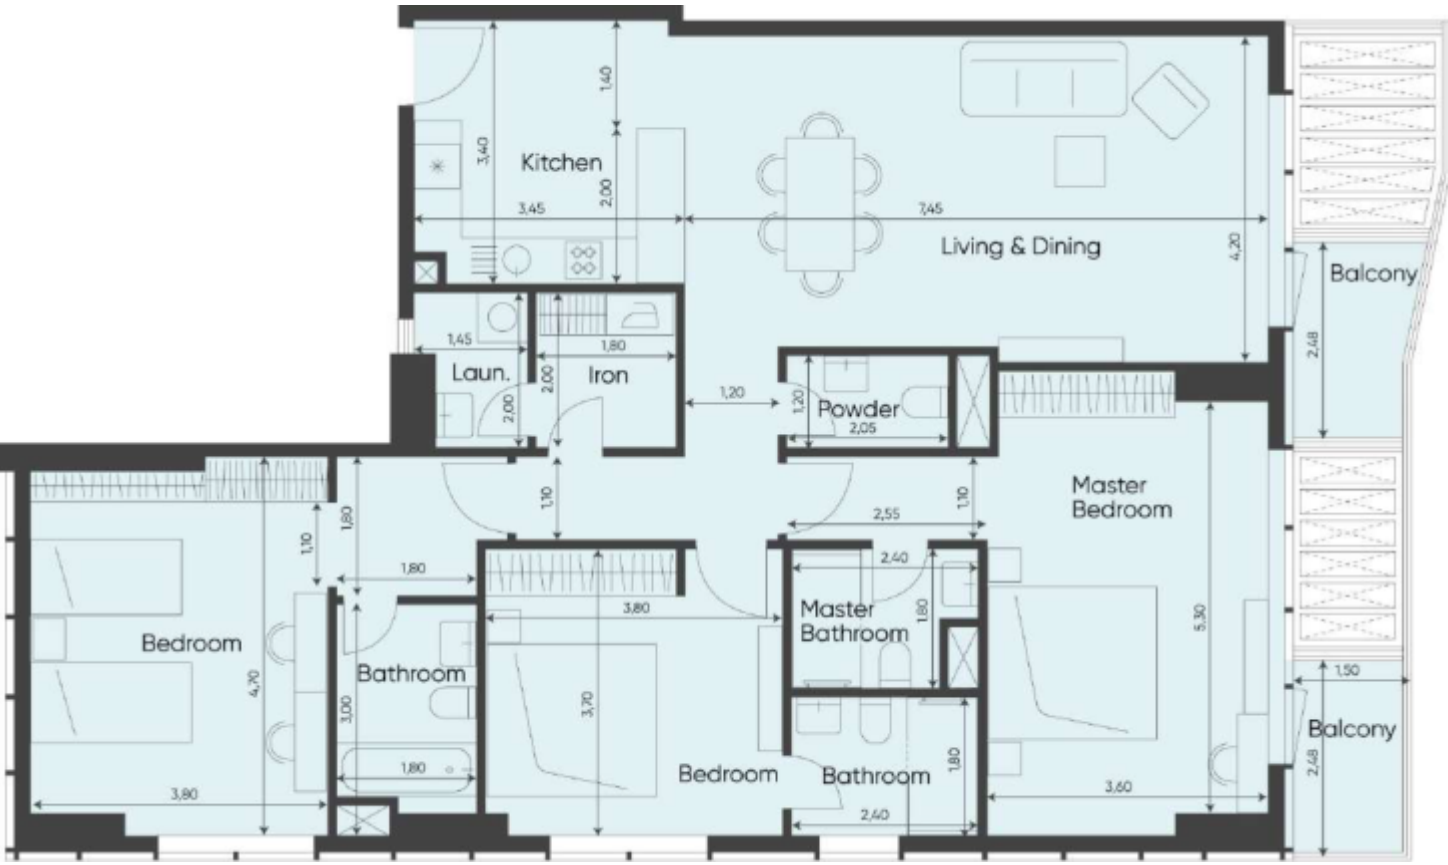 1,40
3,40
Kitchen
2,00
3,45
7,45
Living & Dining
4,20
Balcony
2,48
1,45
1,80
Laun.
2,00
2,00
Iron
1,20
1,20
Powder
2,05
Master
Bedroom
1,10
1,80
1,10
2,55
1,10
1,80
2,40
3,80
Master
Bathroom
1,80
5,30
Bedroom
4,70
Bathroom
3,00
3,70
1,50
Balcony
2,48
1,80
Bedroom
Bathroom
1,80
3,80
2,40
3,60